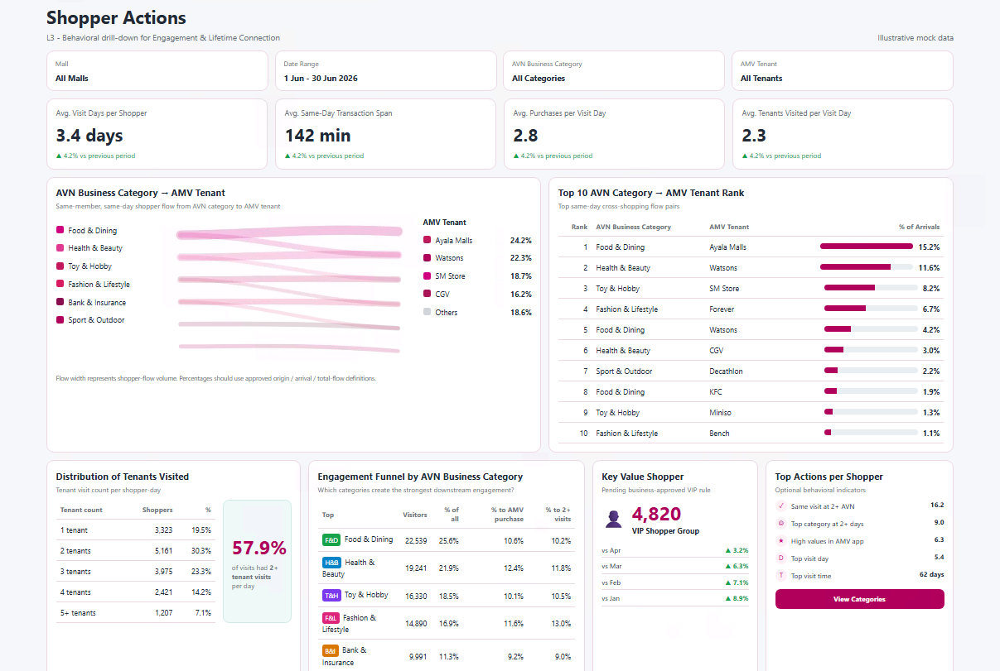 Shopper Actions
L3 - Behavioral drill-down for Engagement & Lifetime Connection
Illustrative mock data
Mall
All Malls
Date Range
1 Jun - 30 Jun 2026
AVN Business Category
All Categories
AMV Tenant
All Tenants
Avg. Visit Days per Shopper
3.4 days
▲ 4.2% vs previous period
Avg. Same-Day Transaction Span
142 min
▲ 4.2% vs previous period
Avg. Purchases per Visit Day
2.8
▲ 4.2% vs previous period
Avg. Tenants Visited per Visit Day
2.3
▲ 4.2% vs previous period
AVN Business Category → AMV Tenant
Same-member, same-day shopper flow from AVN category to AMV tenant
Food & Dining
Health & Beauty
Toy & Hobby
Fashion & Lifestyle
Bank & Insurance
Sport & Outdoor
AMV Tenant
Ayala Malls 24.2%
Watsons 22.3%
SM Store 18.7%
CGV 16.2%
Others 18.6%
Flow width represents shopper-flow volume. Percentages should use approved origin / arrival / total-flow definitions.
Top 10 AVN Category → AMV Tenant Rank
Top same-day cross-shopping flow pairs
Rank AVN Business Category AMV Tenant % of Arrivals
1 Food & Dining Ayala Malls 15.2%
2 Health & Beauty Watsons 11.6%
3 Toy & Hobby SM Store 8.2%
4 Fashion & Lifestyle Forever 6.7%
5 Food & Dining Watsons 4.2%
6 Health & Beauty CGV 3.0%
7 Sport & Outdoor Decathlon 2.2%
8 Food & Dining KFC 1.9%
9 Toy & Hobby Miniso 1.3%
10 Fashion & Lifestyle Bench 1.1%
Distribution of Tenants Visited
Tenant visit count per shopper-day
Tenant count Shoppers %
1 tenant 3,323 19.5%
2 tenants 5,161 30.3%
3 tenants 3,975 23.3%
4 tenants 2,421 14.2%
5+ tenants 1,207 7.1%
57.9%
of visits had 2+
tenant visits
per day
Engagement Funnel by AVN Business Category
Which categories create the strongest downstream engagement?
Top Visitors % of all % to AMV purchase % to 2+ visits
F&D Food & Dining 22,539 25.6% 10.6% 10.2%
H&B Health & Beauty 19,241 21.9% 12.4% 11.8%
T&H Toy & Hobby 16,330 18.5% 10.1% 10.5%
F&L Fashion & Lifestyle 14,890 16.9% 11.6% 13.0%
B&I Bank & Insurance 9,991 11.3% 9.2% 9.0%
Key Value Shopper
Pending business-approved VIP rule
4,820
VIP Shopper Group
vs Apr ▲ 3.2%
vs Mar ▲ 6.3%
vs Feb ▲ 7.1%
vs Jan ▲ 8.9%
Top Actions per Shopper
Optional behavioral indicators
✓ Same visit at 2+ AVN 16.2
Top category at 2+ days 9.0
★ High values in AMV app 6.3
D Top visit day 5.4
T Top visit time 62 days
View Categories